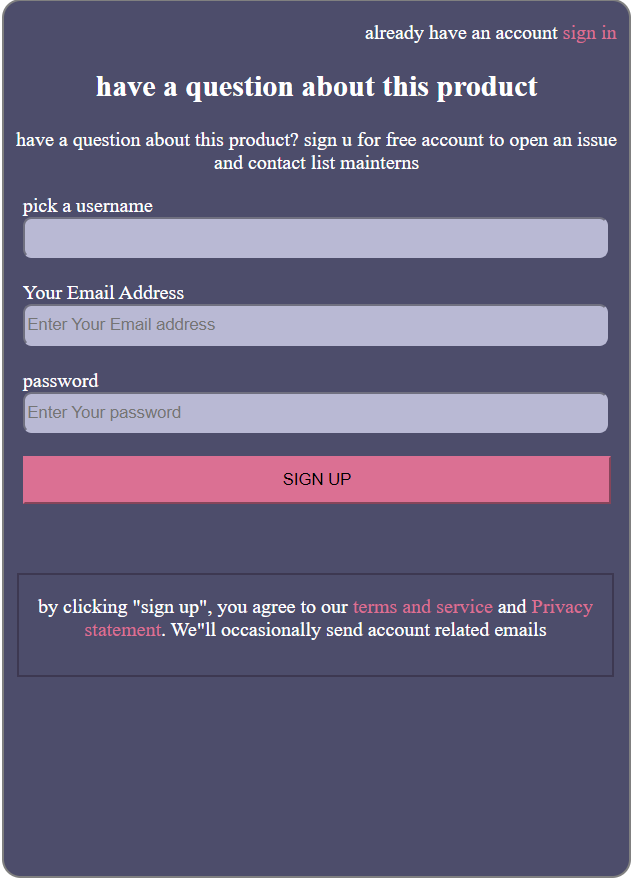 already have an account sign in
have a question about this product
have a question about this product? sign u for free account to open an issue
and contact list mainterns
pick a username
Your Email Address
Enter Your Email address
password
Enter Your password
SIGN UP
by clicking "sign up", you agree to our terms and service and Privacy
statement. We"ll occasionally send account related emails